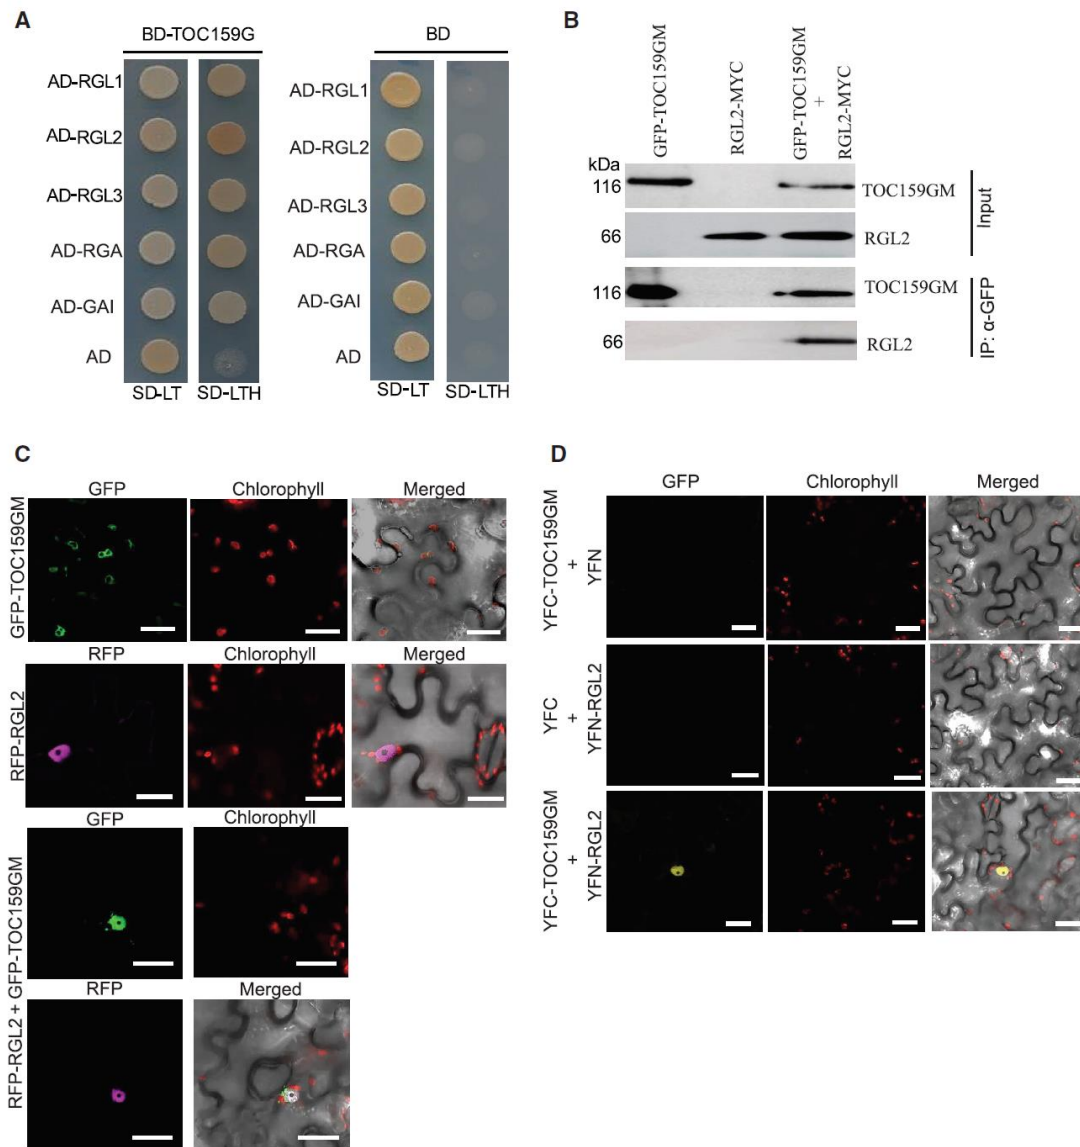 A
BD-TOC159G
BD
AD-RGL1
AD-RGL2
AD-RGL3
AD-RGA
AD-GAI
AD
SD-LT SD-LTH
AD-RGL1
AD-RGL2
AD-RGL3
AD-RGA
AD-GAI
AD
SD-LT SD-LTH
B
GFP-TOC159GM
RGL2-MYC
GFP-TOC159GM
+
RGL2-MYC
kDa
116
TOC159GM
66
RGL2
Input
116
TOC159GM
66
RGL2
IP: α-GFP
C
GFP Chlorophyll Merged
GFP-TOC159GM
RFP Chlorophyll Merged
RFP-RGL2
GFP Chlorophyll
RFP Merged
RFP-RGL2 + GFP-TOC159GM
D
GFP Chlorophyll Merged
YFC-TOC159GM
+
YFN
YFC
+
YFN-RGL2
YFC-TOC159GM
+
YFN-RGL2